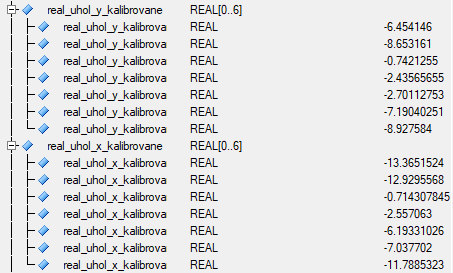 real_uhol_y_kalibrovane REAL[0..6]
real_uhol_y_kalibrova REAL -6.454146
real_uhol_y_kalibrova REAL -8.653161
real_uhol_y_kalibrova REAL -0.7421255
real_uhol_y_kalibrova REAL -2.43565655
real_uhol_y_kalibrova REAL -2.70112753
real_uhol_y_kalibrova REAL -7.19040251
real_uhol_y_kalibrova REAL -8.927584
real_uhol_x_kalibrovane REAL[0..6]
real_uhol_x_kalibrova REAL -13.3651524
real_uhol_x_kalibrova REAL -12.9295568
real_uhol_x_kalibrova REAL -0.714307845
real_uhol_x_kalibrova REAL -2.557063
real_uhol_x_kalibrova REAL -6.19331026
real_uhol_x_kalibrova REAL -7.037702
real_uhol_x_kalibrova REAL -11.7885323